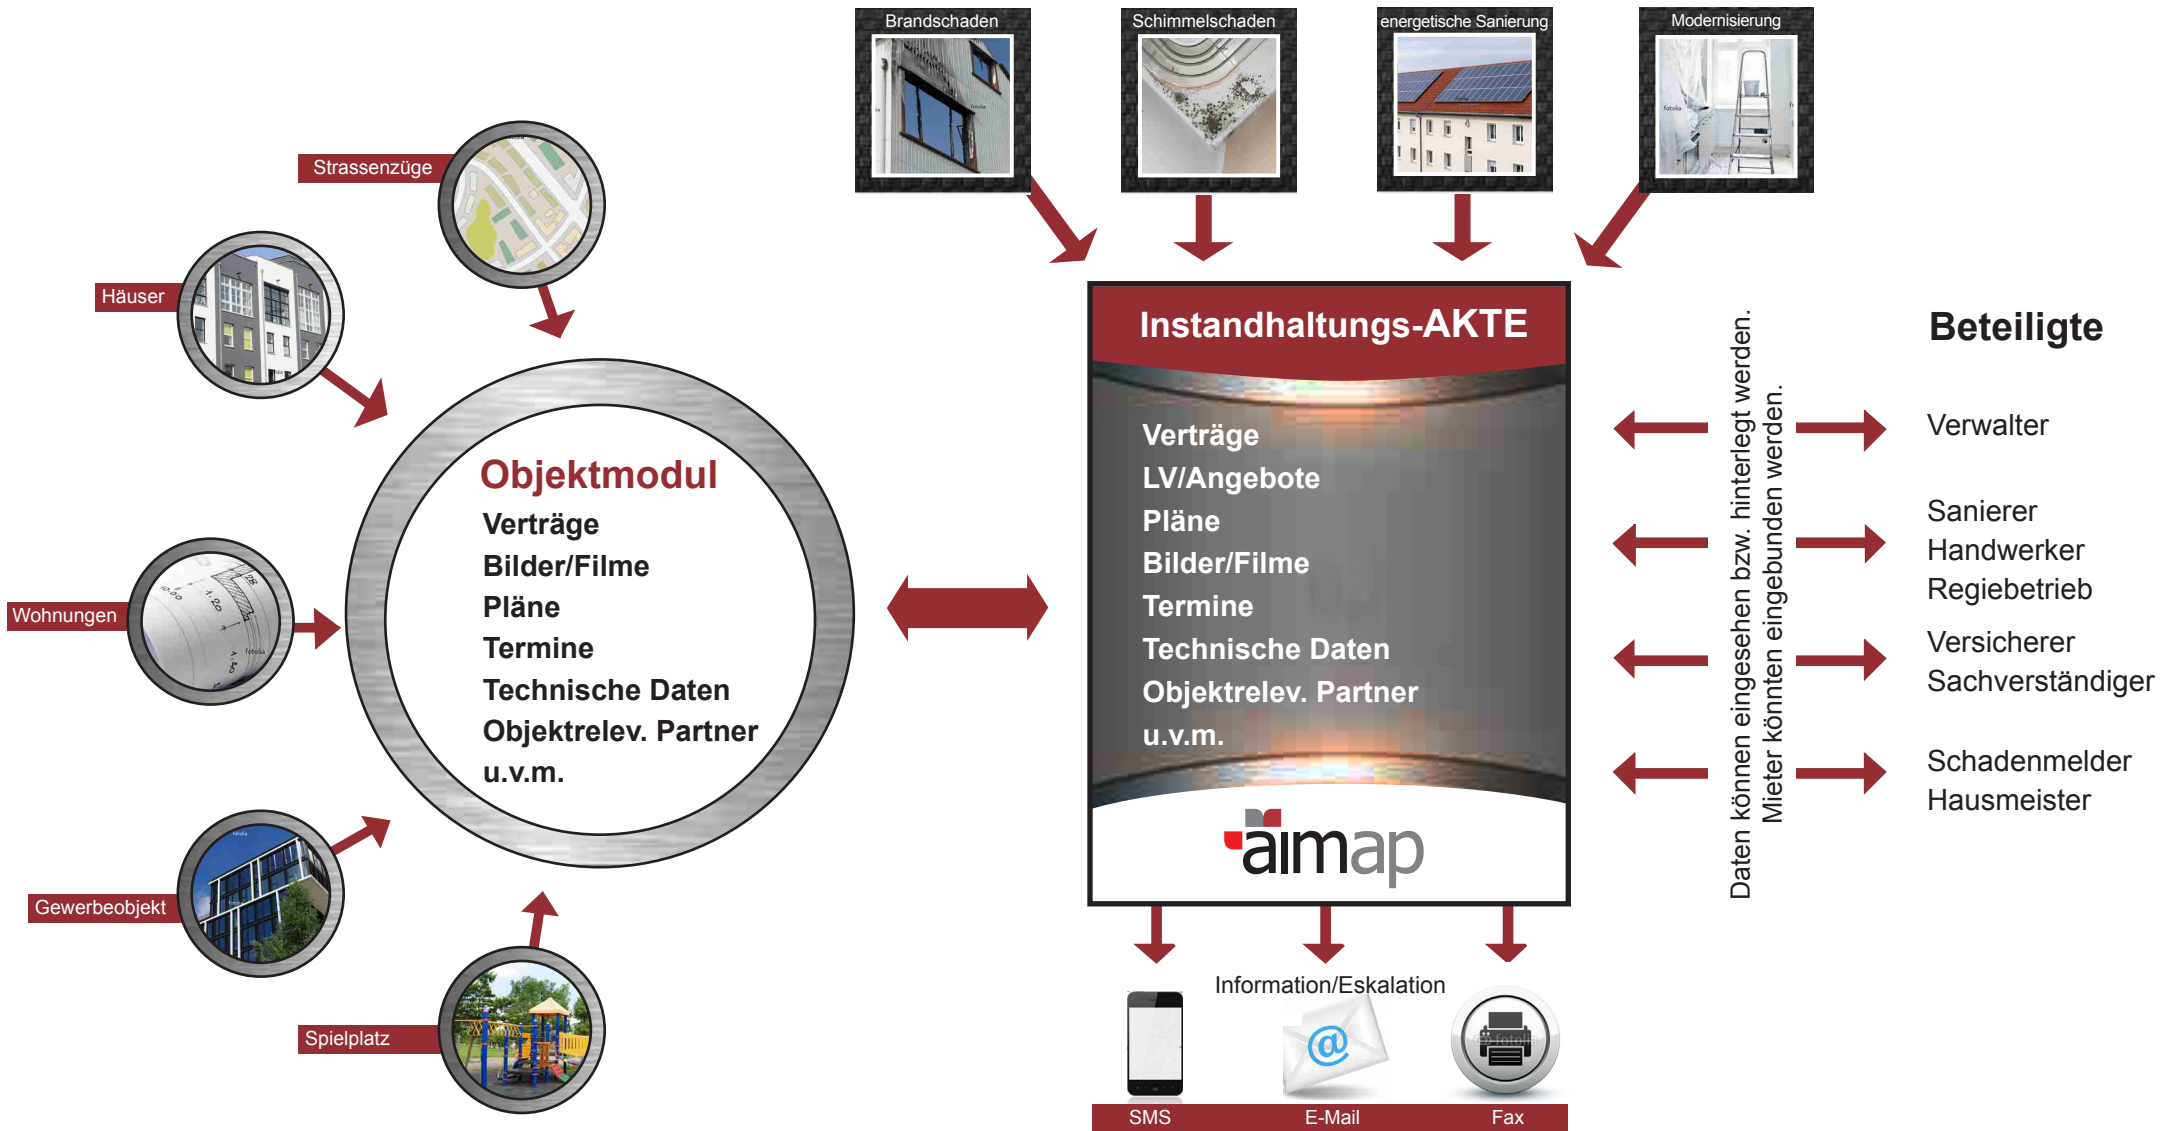 Brandschaden
Schimmelschaden
energetische Sanierung
Modernisierung
Strassenzüge
Häuser
Wohnungen
Gewerbeobjekt
Spielplatz
Objektmodul
Verträge
Bilder/Filme
Pläne
Termine
Technische Daten
Objektrelev. Partner
u.v.m.
Instandhaltungs-AKTE
Verträge
LV/Angebote
Pläne
Bilder/Filme
Termine
Technische Daten
Objektrelev. Partner
u.v.m.
aimap
Information/Eskalation
SMS
E-Mail
Fax
Daten können eingesehen bzw. hinterlegt werden.
Mieter könnten eingebunden werden.
Beteiligte
Verwalter
Sanierer
Handwerker
Regiebetrieb
Versicherer
Sachverständiger
Schadenmelder
Hausmeister